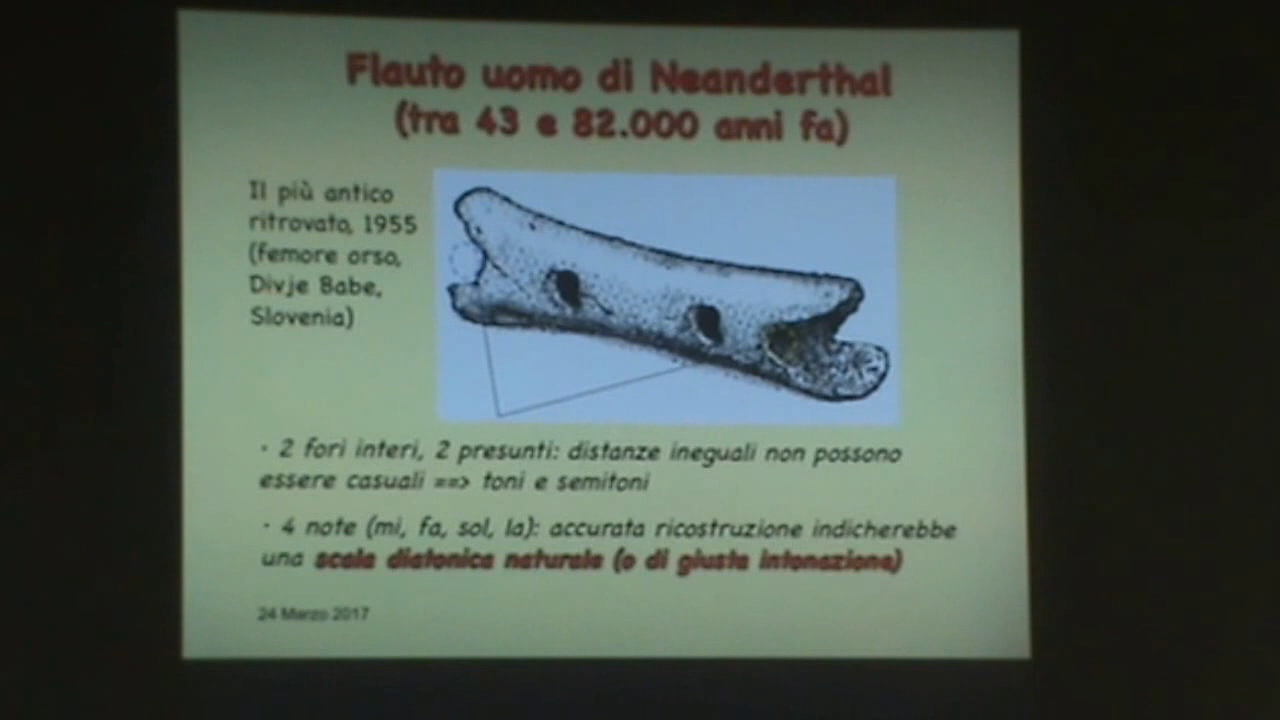 Flauto uomo di Neanderthal
(tra 43 e 82.000 anni fa)
Il più antico
ritrovato, 1955
(femore orso,
Divje Babe,
Slovenia)
· 2 fori interi, 2 presunti: distanze ineguali non possono
essere casuali ==> toni e semitoni
· 4 note (mi, fa, sol, la): accurata ricostruzione indicherebbe
una scala diatonica naturale (o di giusta intonazione)
24 Marzo 2017